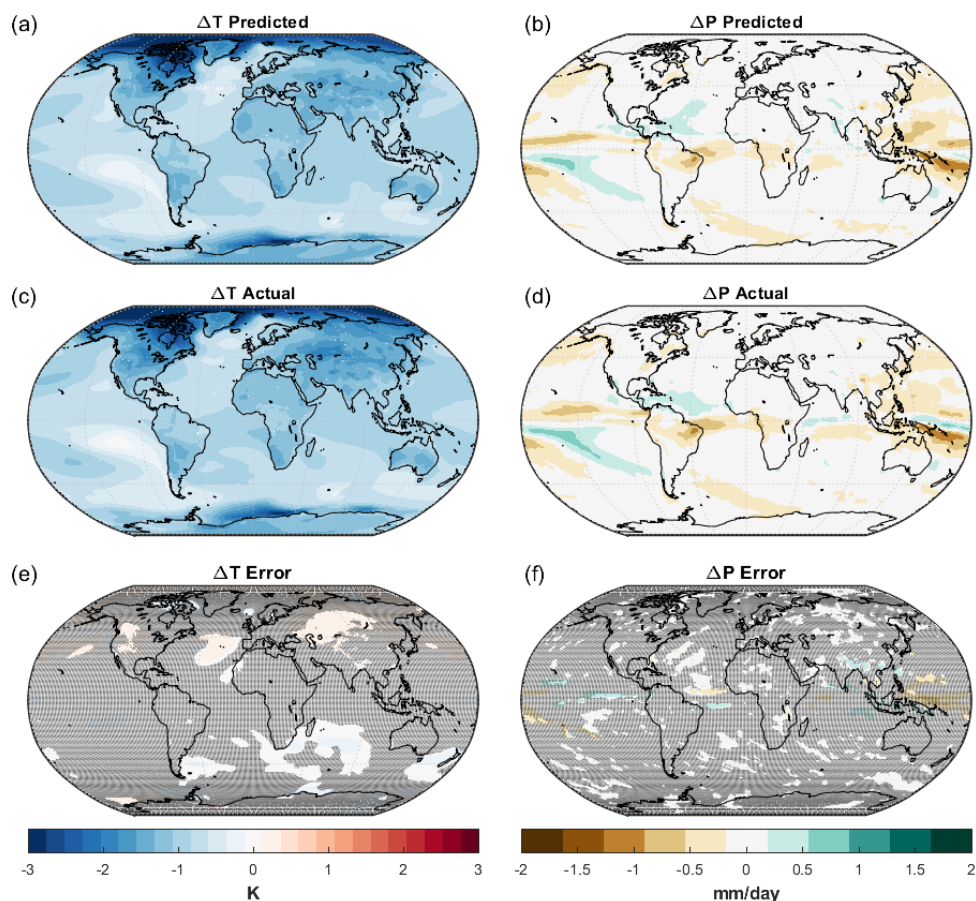 (a) ΔT Predicted
(b) ΔP Predicted
(c) ΔT Actual
(d) ΔP Actual
(e) ΔT Error
(f) ΔP Error
-3 -2 -1 0 1 2 3
K
-2 -1.5 -1 -0.5 0 0.5 1 1.5 2
mm/day